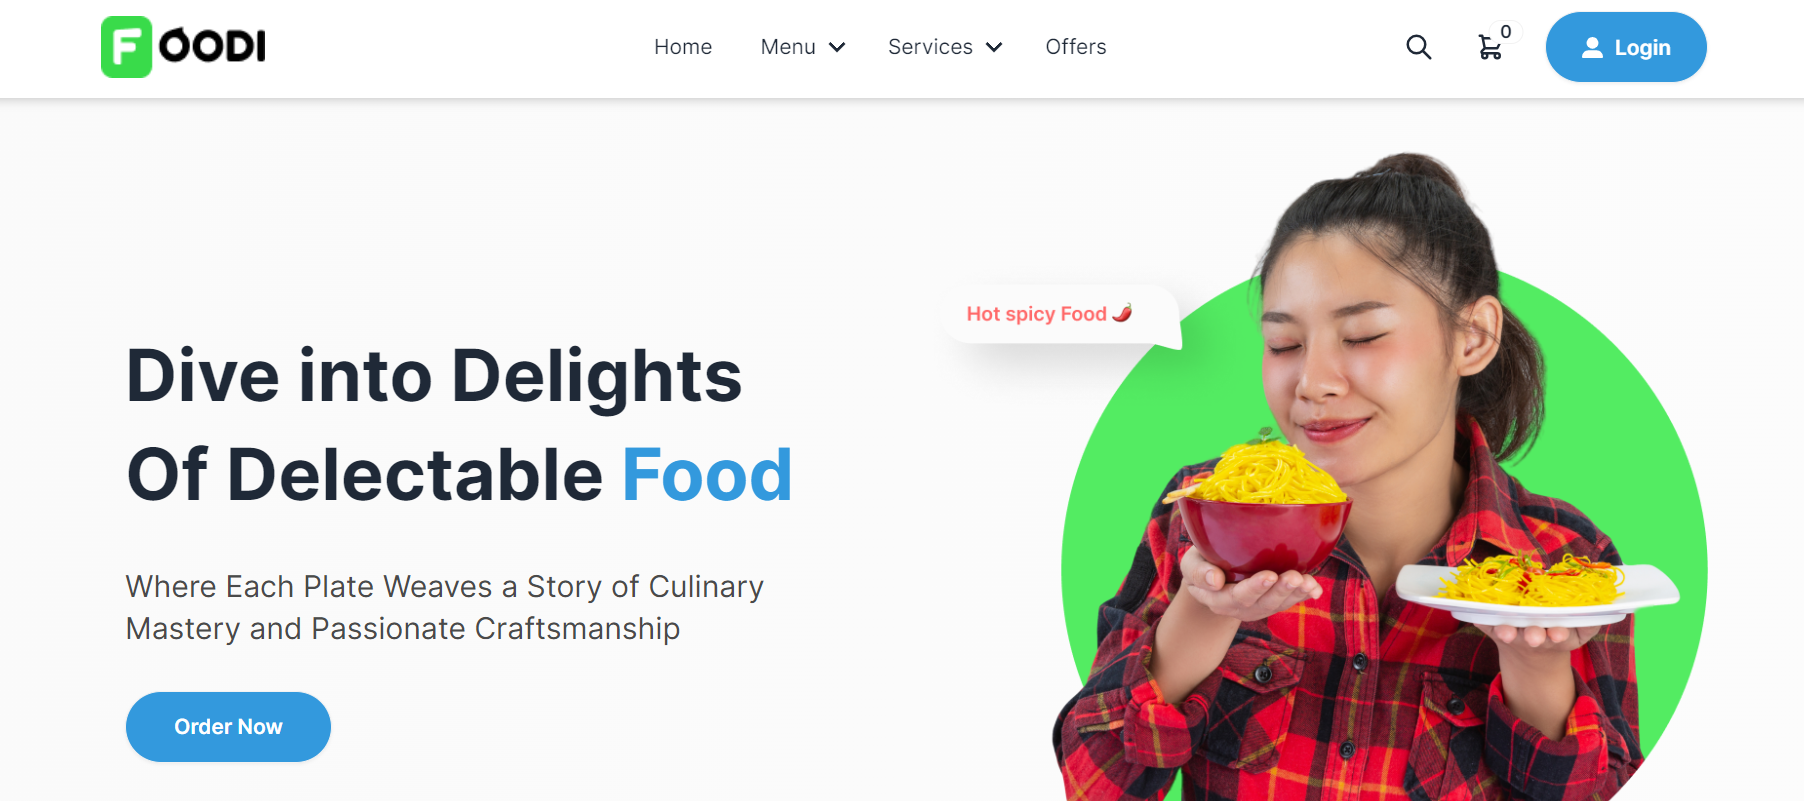 FOODI
Home Menu Services Offers
0
Login
Hot spicy Food 🌶️
Dive into Delights
Of Delectable Food
Where Each Plate Weaves a Story of Culinary
Mastery and Passionate Craftsmanship
Order Now